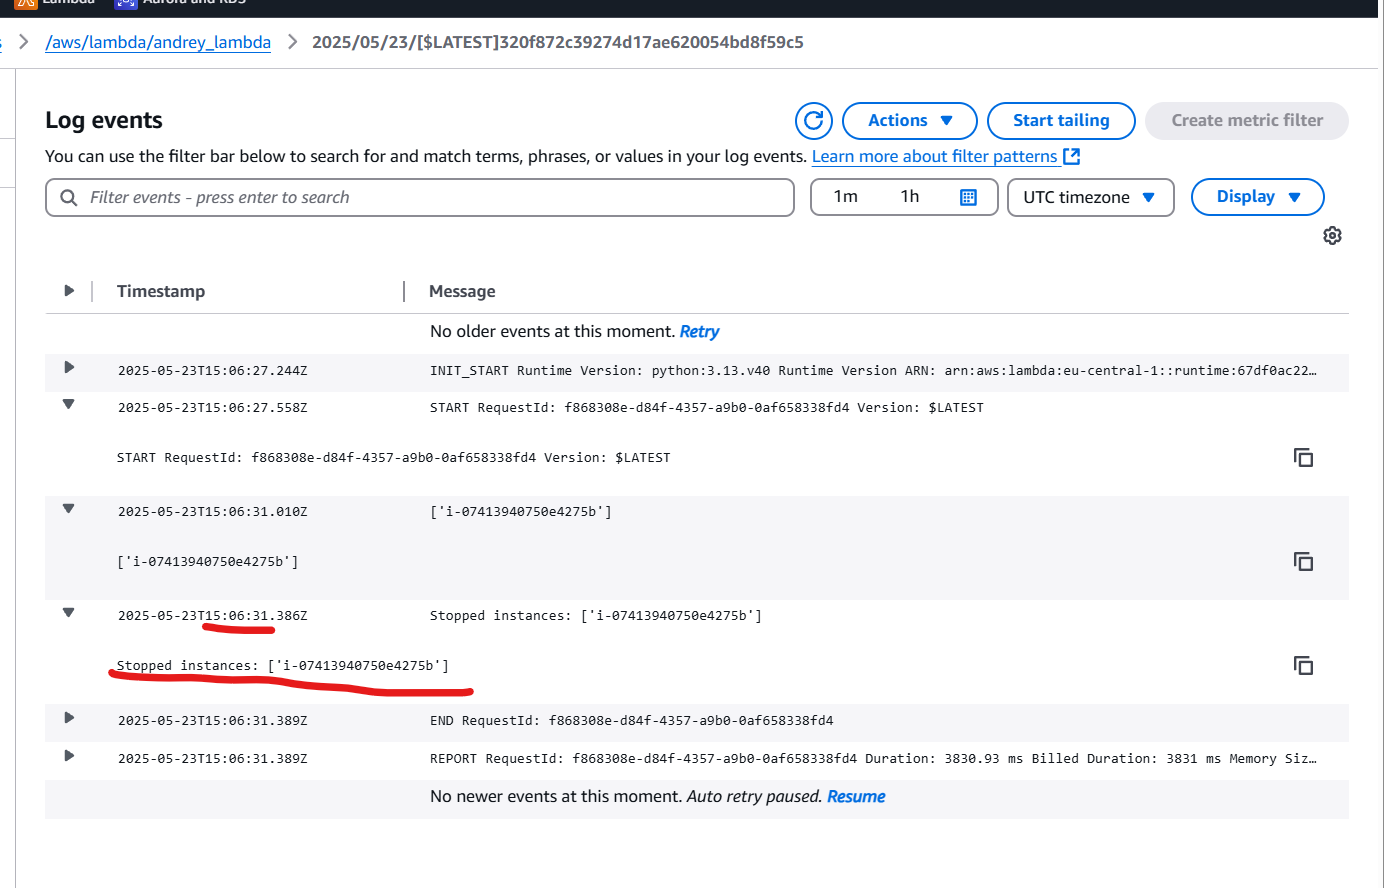 Lambda Aurora and RDS
/aws/lambda/andrey_lambda 2025/05/23/[$LATEST]320f872c39274d17ae620054bd8f59c5
Log events
Actions Start tailing Create metric filter
You can use the filter bar below to search for and match terms, phrases, or values in your log events. Learn more about filter patterns
Filter events - press enter to search 1m 1h UTC timezone Display
Timestamp Message
No older events at this moment. Retry
2025-05-23T15:06:27.244Z INIT_START Runtime Version: python:3.13.v40 Runtime Version ARN: arn:aws:lambda:eu-central-1::runtime:67df0ac22…
2025-05-23T15:06:27.558Z START RequestId: f868308e-d84f-4357-a9b0-0af658338fd4 Version: $LATEST
START RequestId: f868308e-d84f-4357-a9b0-0af658338fd4 Version: $LATEST
2025-05-23T15:06:31.010Z ['i-07413940750e4275b']
['i-07413940750e4275b']
2025-05-23T15:06:31.386Z Stopped instances: ['i-07413940750e4275b']
Stopped instances: ['i-07413940750e4275b']
2025-05-23T15:06:31.389Z END RequestId: f868308e-d84f-4357-a9b0-0af658338fd4
2025-05-23T15:06:31.389Z REPORT RequestId: f868308e-d84f-4357-a9b0-0af658338fd4 Duration: 3830.93 ms Billed Duration: 3831 ms Memory Siz…
No newer events at this moment. Auto retry paused. Resume